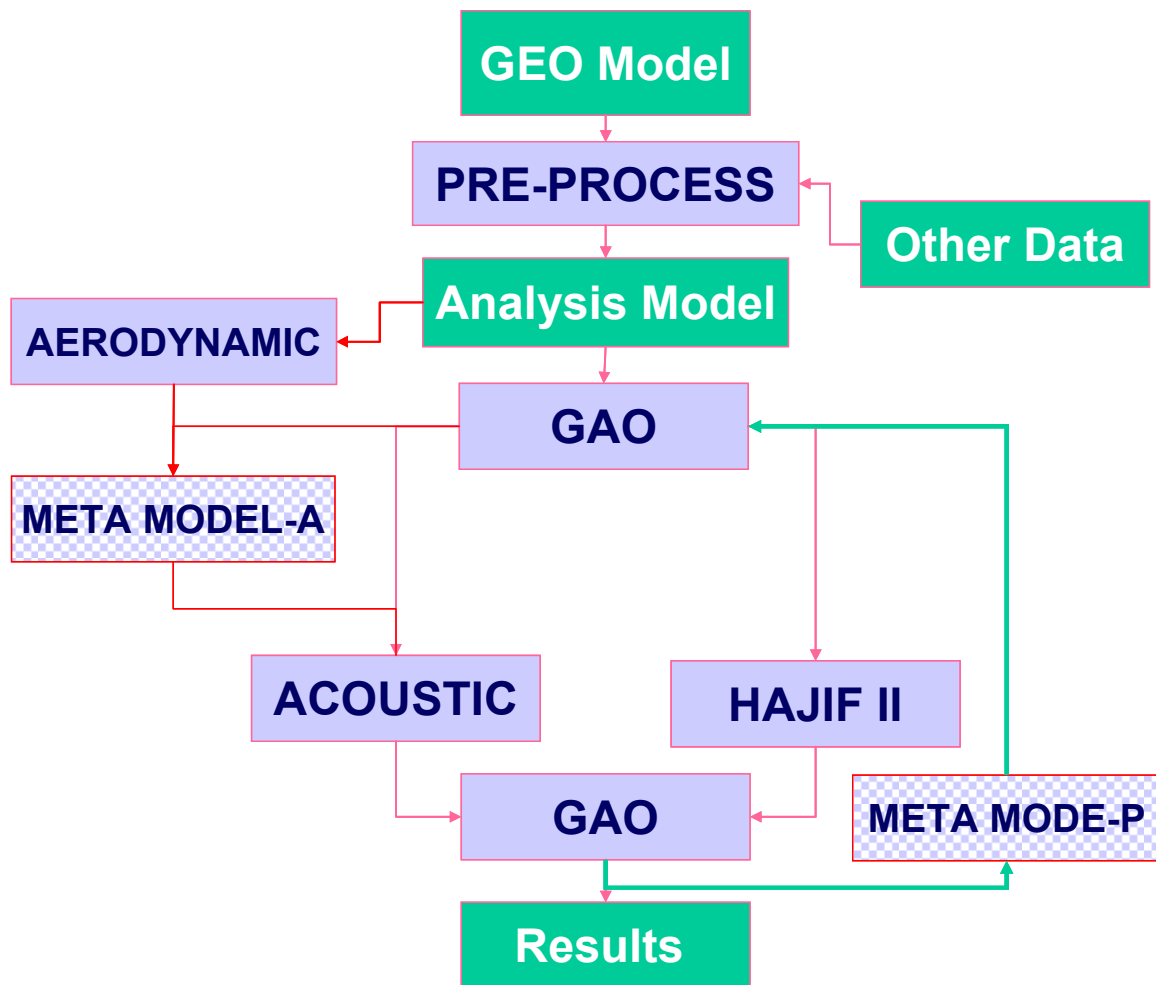 GEO Model
PRE-PROCESS
Other Data
Analysis Model
AERODYNAMIC
GAO
META MODEL-A
ACOUSTIC
HAJIF II
GAO
META MODE-P
Results